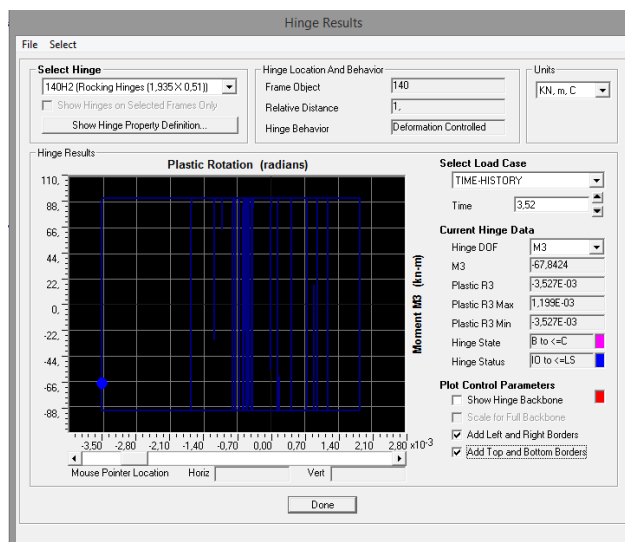 Hinge Results
File Select
Select Hinge
140H2 (Rocking Hinges (1,935 X 0,51))
Show Hinges on Selected Frames Only
Show Hinge Property Definition...
Hinge Location And Behavior
Frame Object 140
Relative Distance 1,
Hinge Behavior Deformation Controlled
Units
KN, m, C
Hinge Results
Plastic Rotation (radians)
110,
88,
66,
44,
22,
0,
-22,
-44,
-66,
-88,
Moment M3 (kn-m)
-3,50 -2,80 -2,10 -1,40 -0,70 0,00 0,70 1,40 2,10 2,80 x10 -3
Mouse Pointer Location Horiz Vert
Select Load Case
TIME-HISTORY
Time 3,52
Current Hinge Data
Hinge DOF M3
M3 -67,8424
Plastic R3 -3,527E-03
Plastic R3 Max 1,199E-03
Plastic R3 Min -3,527E-03
Hinge State B to <=C
Hinge Status IO to <=LS
Plot Control Parameters
Show Hinge Backbone
Scale for Full Backbone
Add Left and Right Borders
Add Top and Bottom Borders
Done